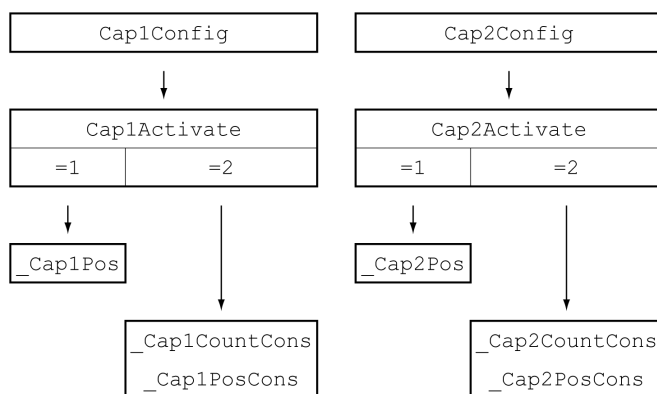 Cap1Config
Cap2Config
Cap1Activate
Cap2Activate
=1
=2
=1
=2
_Cap1Pos
_Cap2Pos
_Cap1CountCons
_Cap1PosCons
_Cap2CountCons
_Cap2PosCons